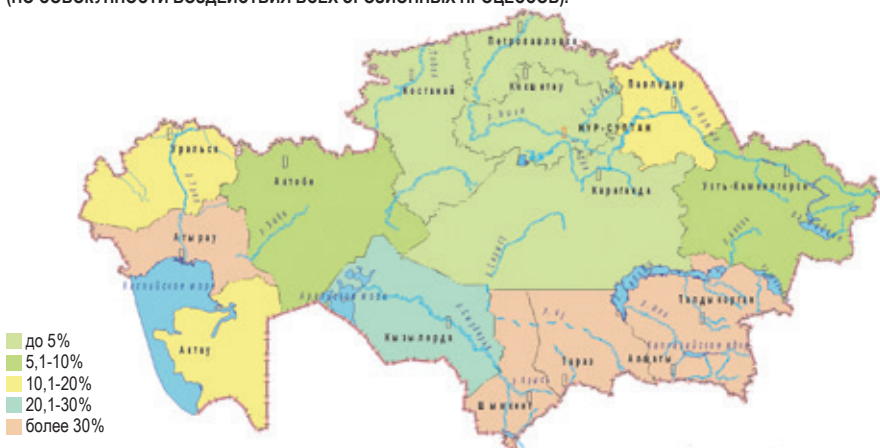 (ПО СОВОКУПНОСТИ ВОЗДЕЙСТВИЯ ВСЕХ ЭРОЗИОННЫХ ПРОЦЕССОВ).
Петропавловск
Костанай
Кокшетау
Павлодар
НУР-СУЛТАН
Уральск
Актобе
Караганда
Усть-Каменогорск
Атырау
Каспийское море
Аральское море
Талдыкорган
Актау
Кызылорда
Тараз
Алматы
Шымкент
до 5%
5,1-10%
10,1-20%
20,1-30%
более 30%